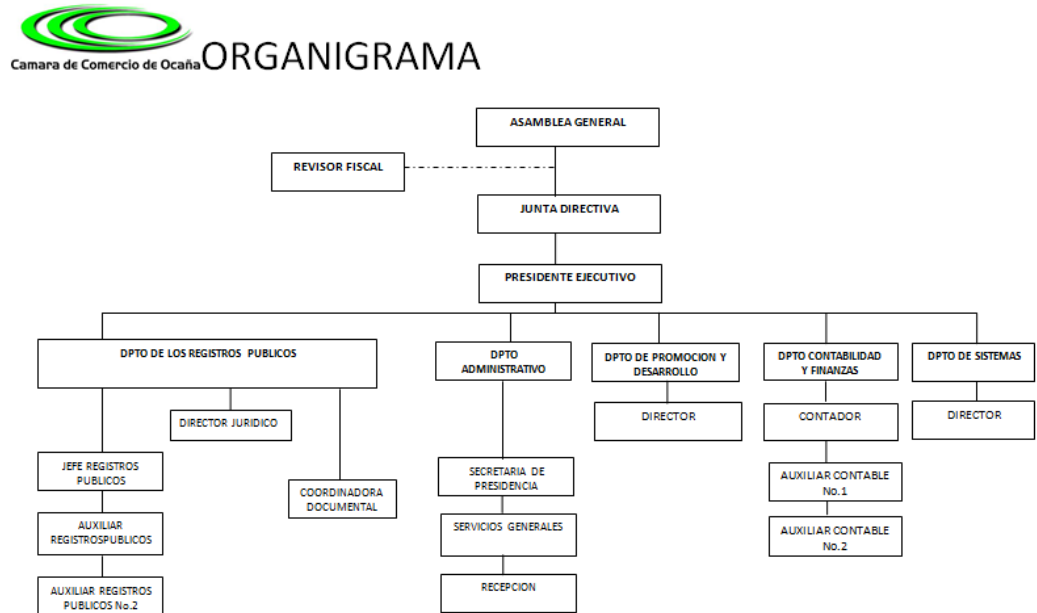 Camara de Comercio de Ocaña
ORGANIGRAMA
ASAMBLEA GENERAL
REVISOR FISCAL
JUNTA DIRECTIVA
PRESIDENTE EJECUTIVO
DPTO DE LOS REGISTROS PUBLICOS
DPTO
ADMINISTRATIVO
DPTO DE PROMOCION Y
DESARROLLO
DPTO CONTABILIDAD
Y FINANZAS
DPTO DE SISTEMAS
DIRECTOR JURIDICO
DIRECTOR
CONTADOR
DIRECTOR
JEFE REGISTROS
PUBLICOS
COORDINADORA
DOCUMENTAL
SECRETARIA DE
PRESIDENCIA
AUXILIAR CONTABLE
No.1
AUXILIAR
REGISTROSPUBLICOS
SERVICIOS GENERALES
AUXILIAR CONTABLE
No.2
AUXILIAR REGISTROS
PUBLICOS No.2
RECEPCION